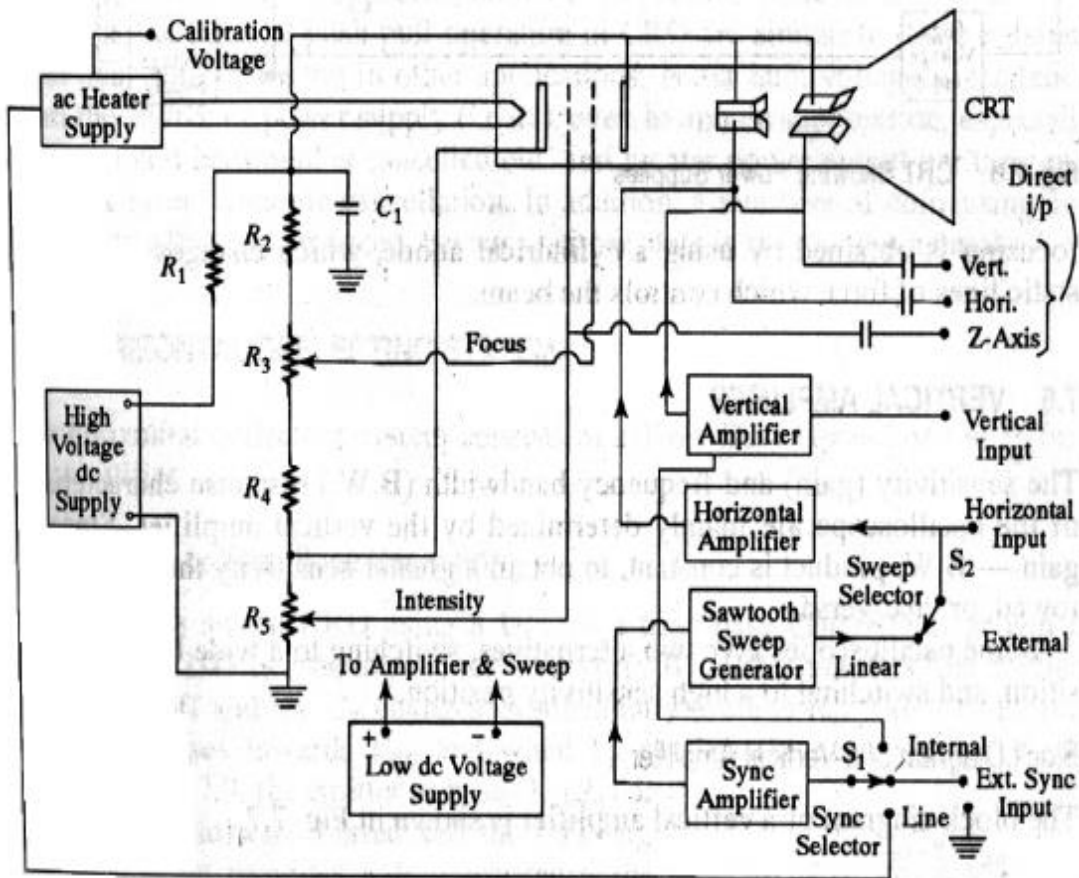 Calibration
Voltage
ac Heater
Supply
CRT
Direct
i/p
C₁
R₂
R₁
Vert.
Hori.
Z-Axis
R₃
Focus
High
Voltage
dc
Supply
Vertical
Amplifier
Vertical
Input
R₄
Horizontal
Amplifier
Horizontal
Input
S₂
Sweep
Selector
Intensity
R₅
Sawtooth
Sweep
Generator
Linear
External
To Amplifier & Sweep
+ −
Low dc Voltage
Supply
S₁
Internal
Sync
Amplifier
Ext. Sync
Input
Sync
Selector
Line